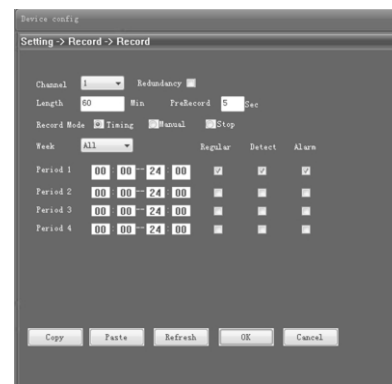 Device config
Setting -> Record -> Record
Channel 1 Redundancy
Length 60 Min PreRecord 5 Sec
Record Mode Timing Manual Stop
Week All Regular Detect Alarm
Period 1 00 : 00 -- 24 : 00
Period 2 00 : 00 -- 24 : 00
Period 3 00 : 00 -- 24 : 00
Period 4 00 : 00 -- 24 : 00
Copy Paste Refresh OK Cancel